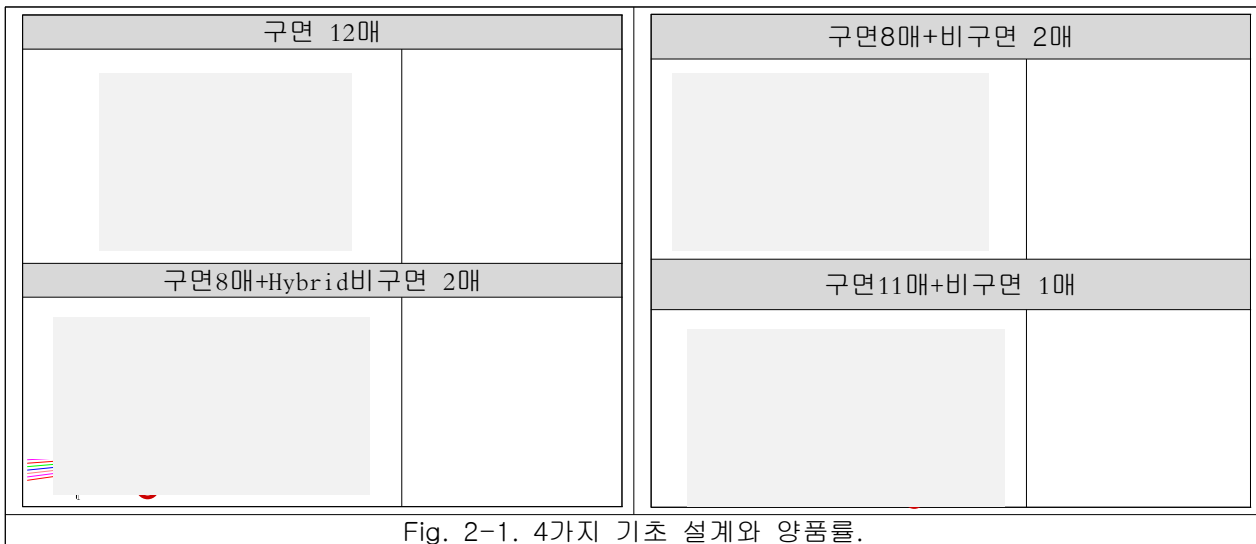 구면 12매
구면8매+비구면 2매
구면8매+Hybrid비구면 2매
구면11매+비구면 1매
Fig. 2-1. 4가지 기초 설계와 양품률.